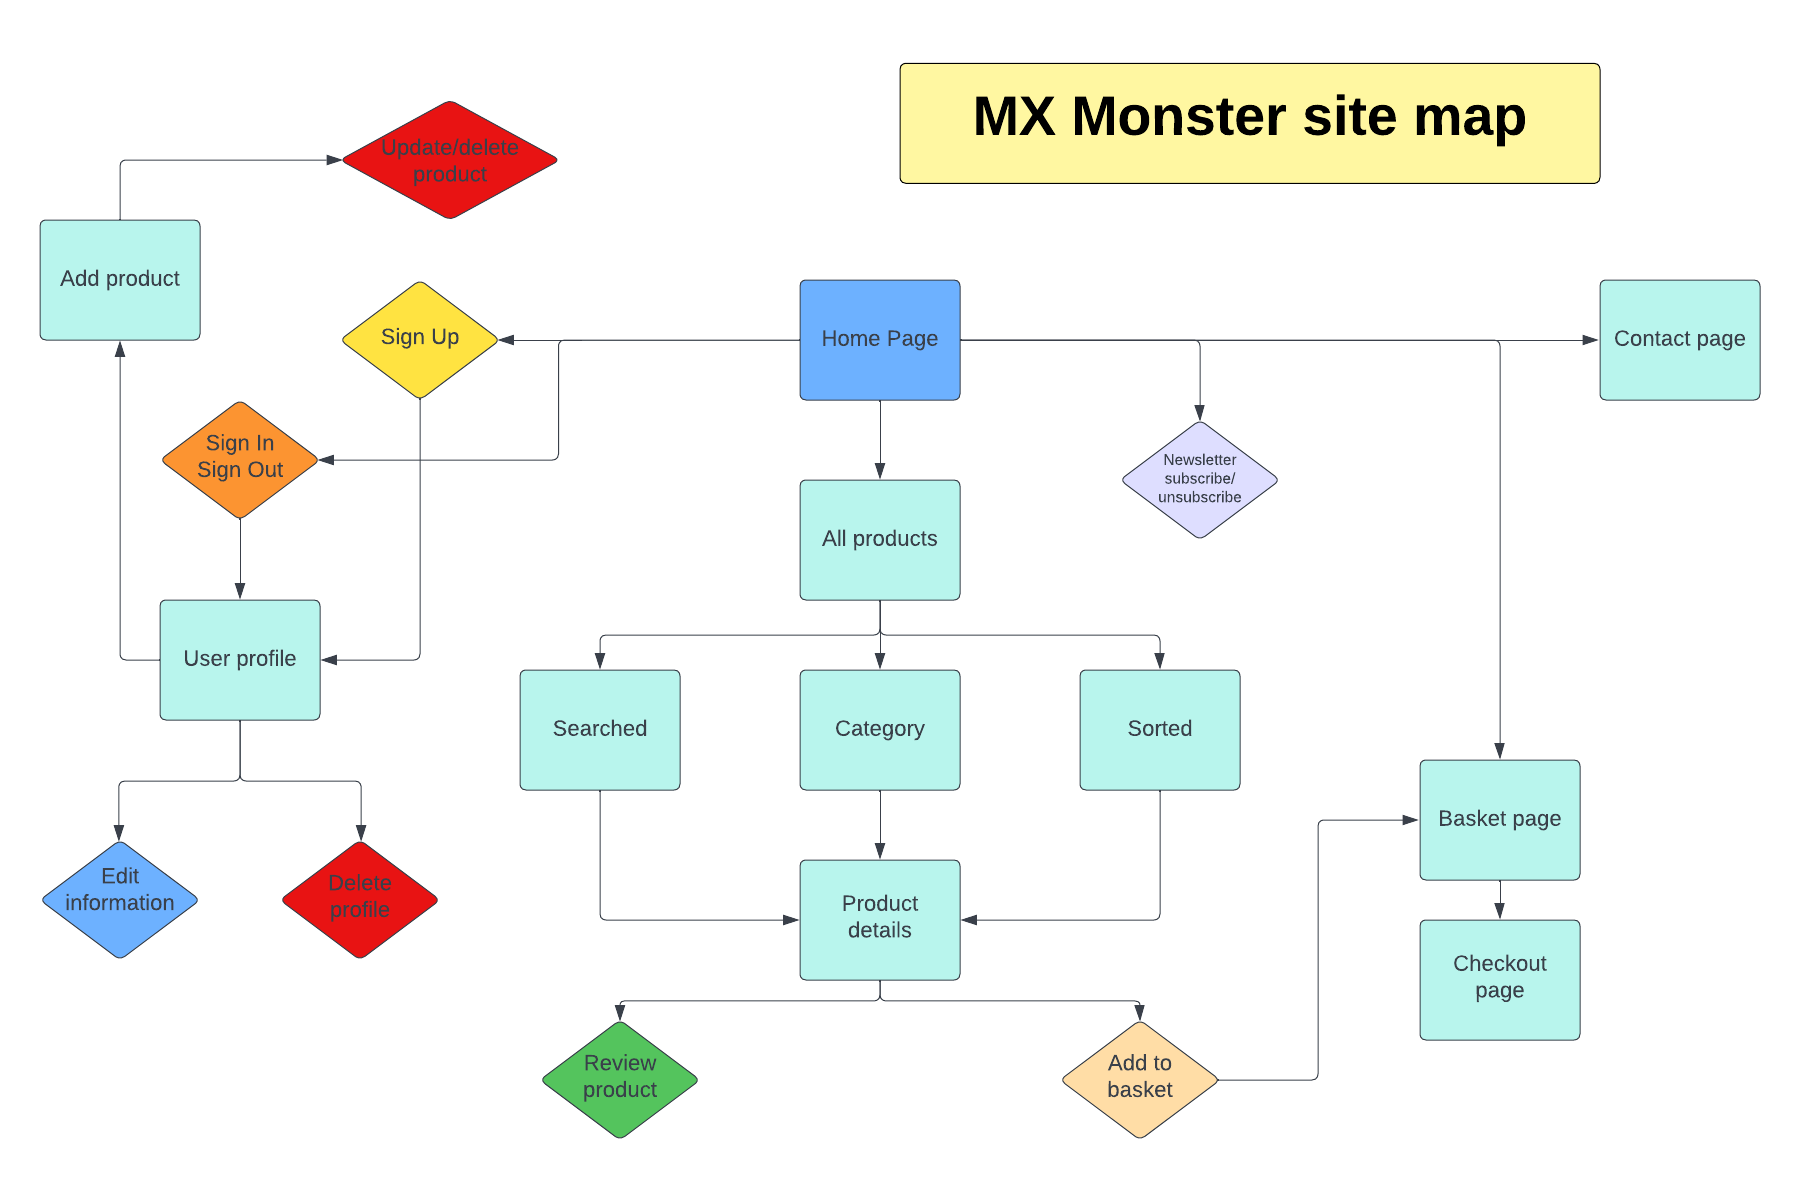 MX Monster site map
Update/delete
product
Add product
Sign Up
Home Page
Contact page
Sign In
Sign Out
Newsletter
subscribe/
unsubscribe
All products
User profile
Searched
Category
Sorted
Basket page
Edit
information
Delete
profile
Product
details
Checkout
page
Review
product
Add to
basket